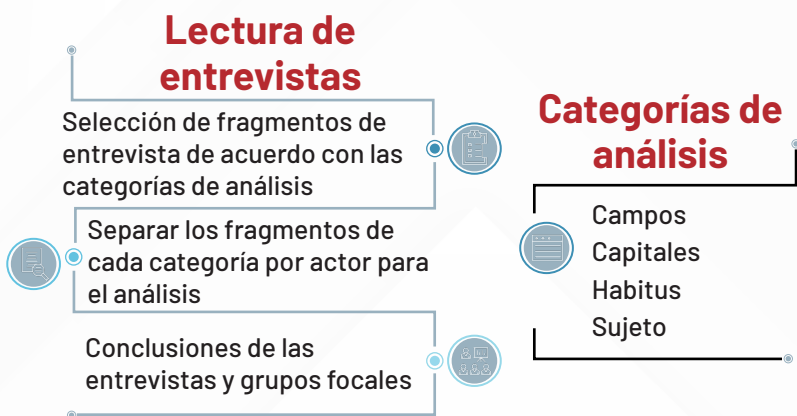 Lectura de
entrevistas
Selección de fragmentos de
entrevista de acuerdo con las
categorías de análisis
Separar los fragmentos de
cada categoría por actor para
el análisis
Conclusiones de las
entrevistas y grupos focales
Categorías de
análisis
Campos
Capitales
Habitus
Sujeto